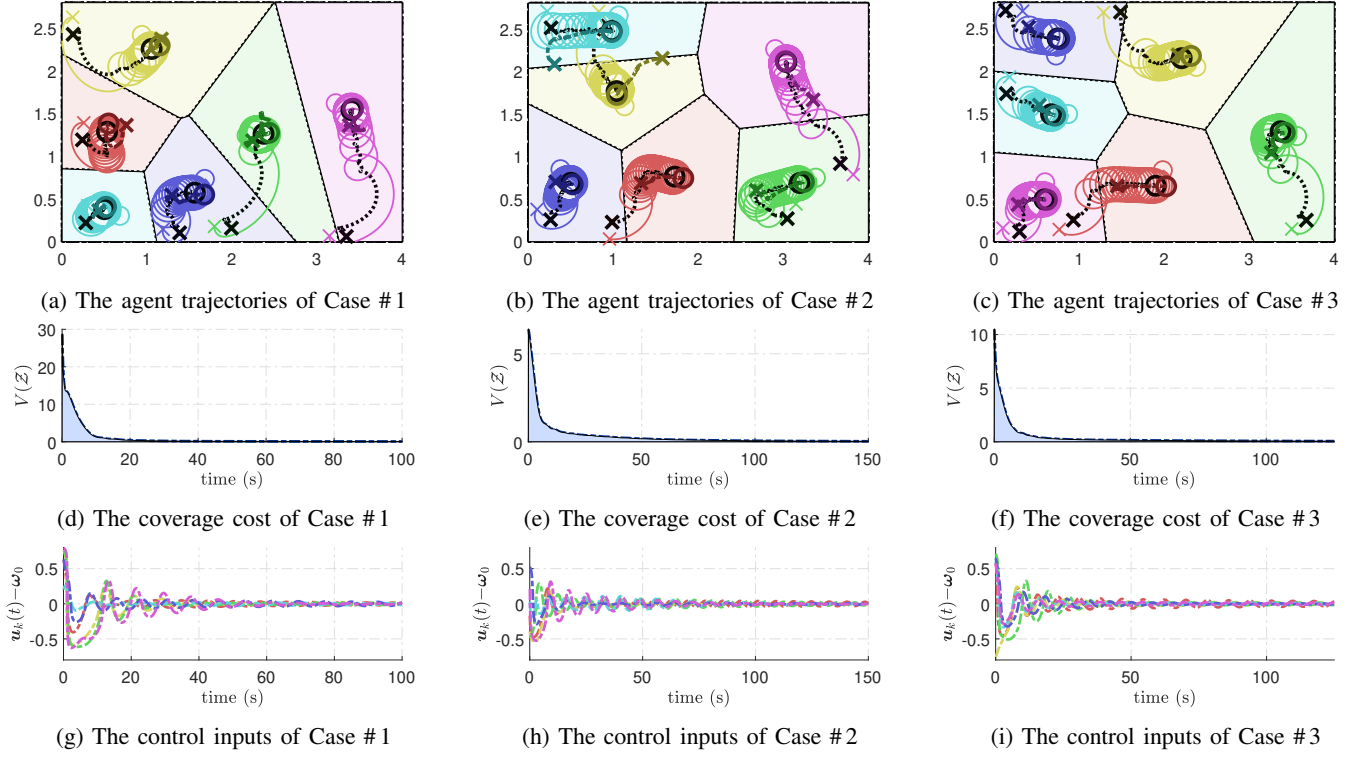 2.5
2
1.5
1
0.5
0
0 1 2 3 4
2.5
2
1.5
1
0.5
0
0 1 2 3 4
2.5
2
1.5
1
0.5
0
0 1 2 3 4
(a) The agent trajectories of Case #1
(b) The agent trajectories of Case #2
(c) The agent trajectories of Case #3
V(𝒵)
30
20
10
0
0 20 40 60 80 100
time (s)
V(𝒵)
5
0
0 50 100 150
time (s)
V(𝒵)
10
5
0
0 50 100
time (s)
(d) The coverage cost of Case #1
(e) The coverage cost of Case #2
(f) The coverage cost of Case #3
u_k(t)−ω_0
0.5
0
-0.5
0 20 40 60 80 100
time (s)
u_k(t)−ω_0
0.5
0
-0.5
0 50 100 150
time (s)
u_k(t)−ω_0
0.5
0
-0.5
0 50 100
time (s)
(g) The control inputs of Case #1
(h) The control inputs of Case #2
(i) The control inputs of Case #3